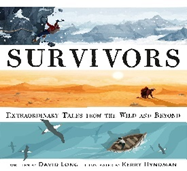 SURVIVORS
EXTRAORDINARY TALES FROM THE WILD AND BEYOND
DAVID LONG KERRY HYNDMAN